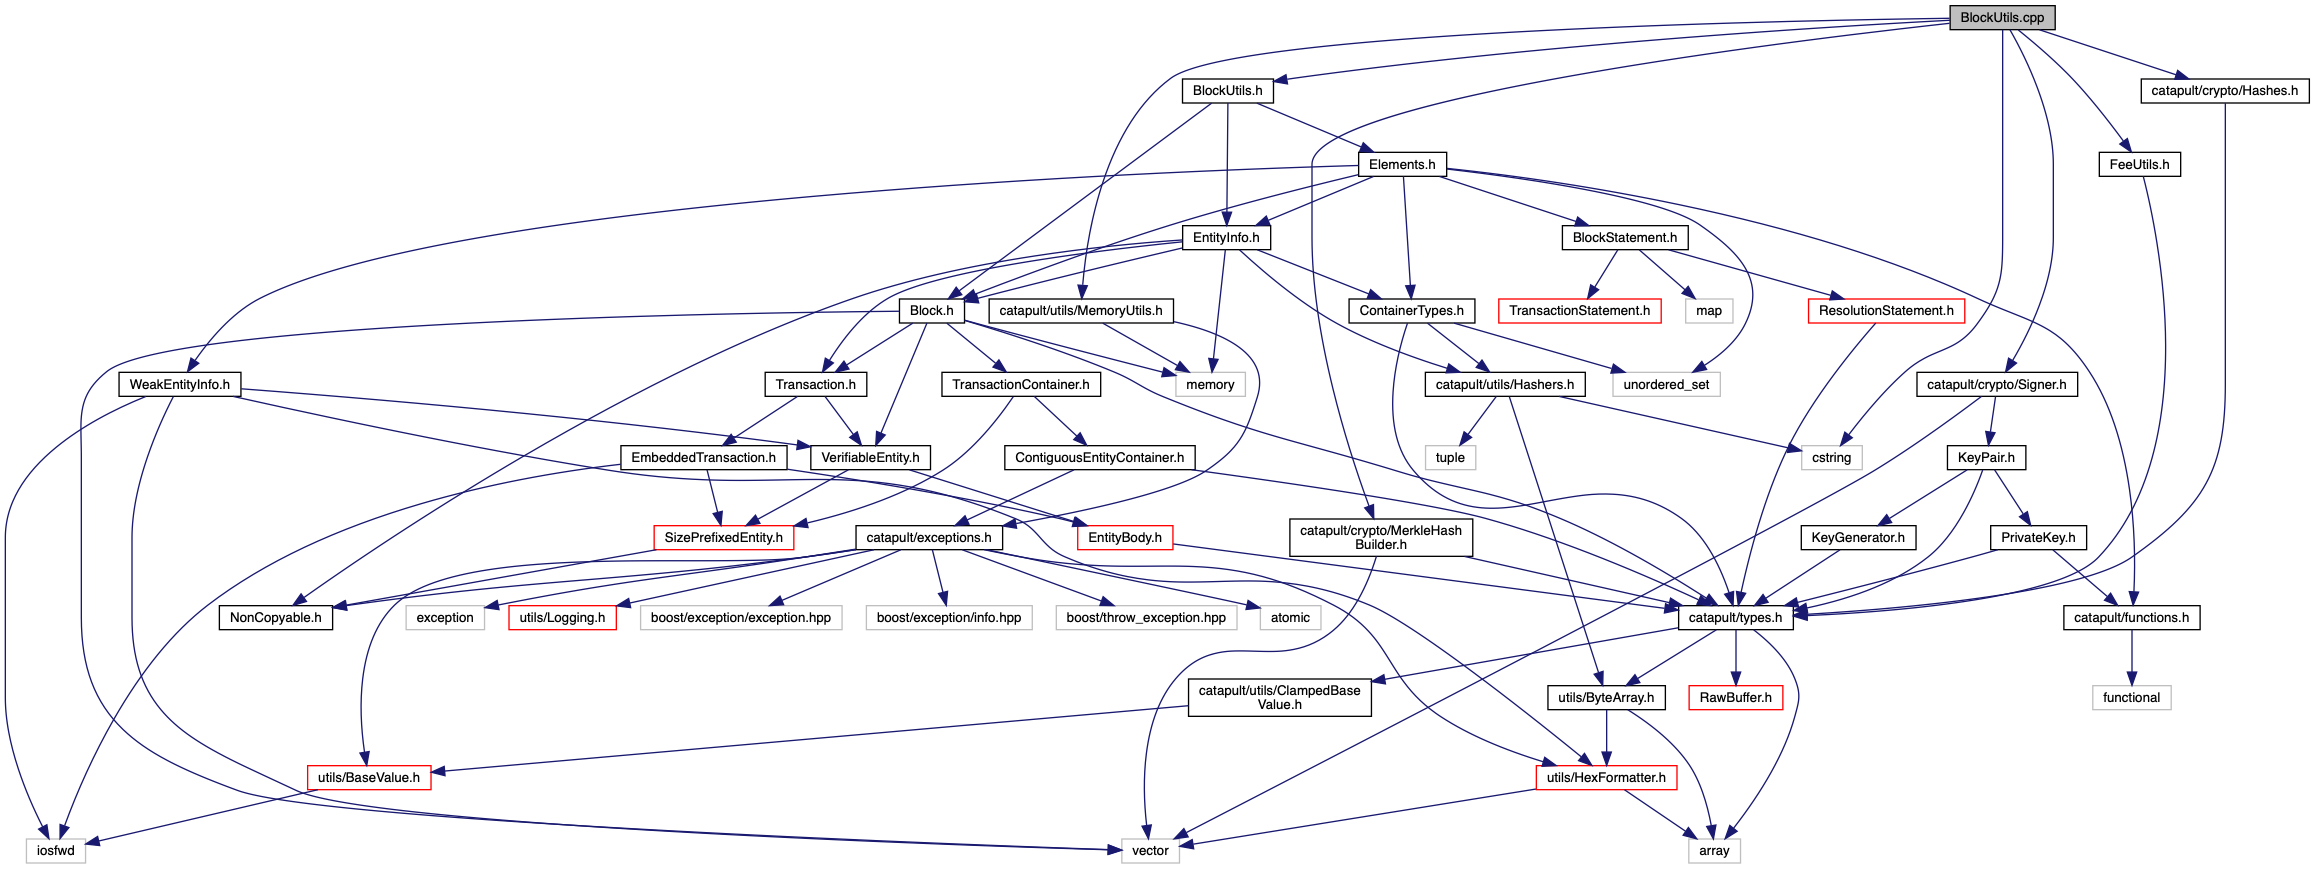 BlockUtils.cpp
BlockUtils.h
catapult/crypto/Hashes.h
Elements.h
FeeUtils.h
EntityInfo.h
BlockStatement.h
Block.h
catapult/utils/MemoryUtils.h
ContainerTypes.h
TransactionStatement.h
map
ResolutionStatement.h
WeakEntityInfo.h
Transaction.h
TransactionContainer.h
memory
catapult/utils/Hashers.h
unordered_set
catapult/crypto/Signer.h
EmbeddedTransaction.h
VerifiableEntity.h
ContiguousEntityContainer.h
tuple
cstring
KeyPair.h
SizePrefixedEntity.h
catapult/exceptions.h
EntityBody.h
catapult/crypto/MerkleHash
Builder.h
KeyGenerator.h
PrivateKey.h
NonCopyable.h
exception
utils/Logging.h
boost/exception/exception.hpp
boost/exception/info.hpp
boost/throw_exception.hpp
atomic
catapult/types.h
catapult/functions.h
catapult/utils/ClampedBase
Value.h
utils/ByteArray.h
RawBuffer.h
functional
utils/BaseValue.h
utils/HexFormatter.h
iosfwd
vector
array